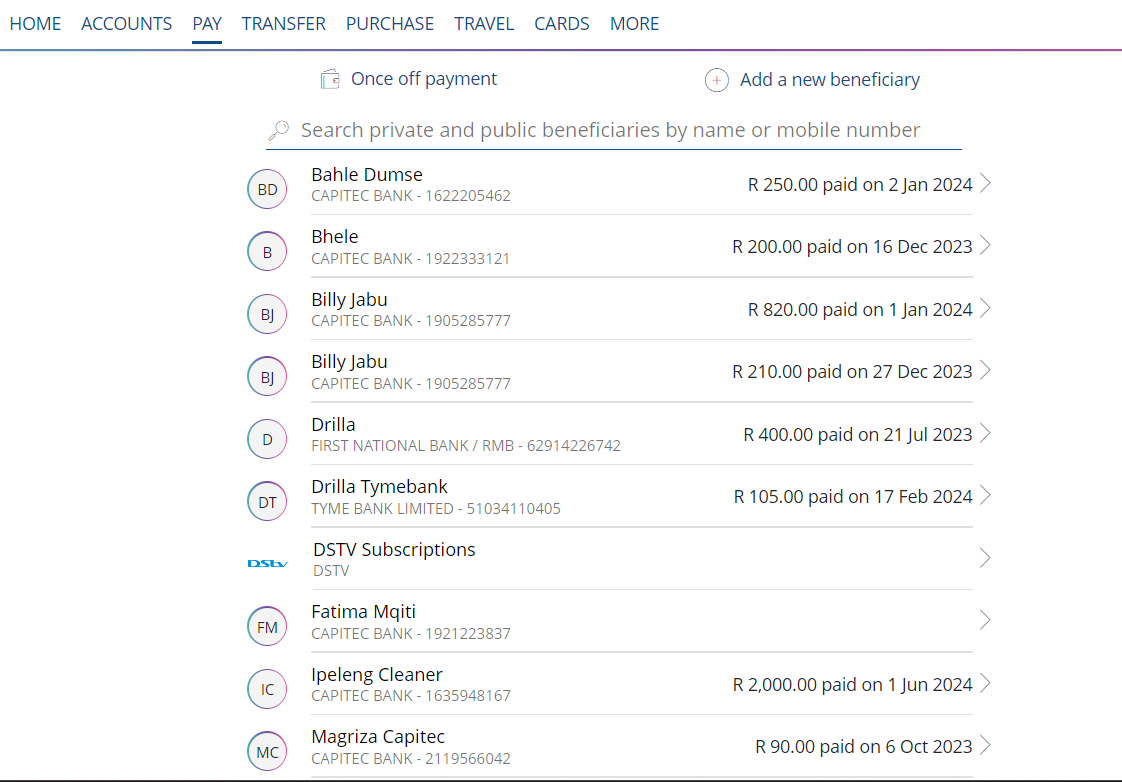 HOME ACCOUNTS PAY TRANSFER PURCHASE TRAVEL CARDS MORE
Once off payment Add a new beneficiary
Search private and public beneficiaries by name or mobile number
BD Bahle Dumse R 250.00 paid on 2 Jan 2024
CAPITEC BANK - 1622205462
B Bhele R 200.00 paid on 16 Dec 2023
CAPITEC BANK - 1922333121
BJ Billy Jabu R 820.00 paid on 1 Jan 2024
CAPITEC BANK - 1905285777
BJ Billy Jabu R 210.00 paid on 27 Dec 2023
CAPITEC BANK - 1905285777
D Drilla R 400.00 paid on 21 Jul 2023
FIRST NATIONAL BANK / RMB - 62914226742
DT Drilla Tymebank R 105.00 paid on 17 Feb 2024
TYME BANK LIMITED - 51034110405
DStv DSTV Subscriptions
DSTV
FM Fatima Mqiti
CAPITEC BANK - 1921223837
IC Ipeleng Cleaner R 2,000.00 paid on 1 Jun 2024
CAPITEC BANK - 1635948167
MC Magriza Capitec R 90.00 paid on 6 Oct 2023
CAPITEC BANK - 2119566042